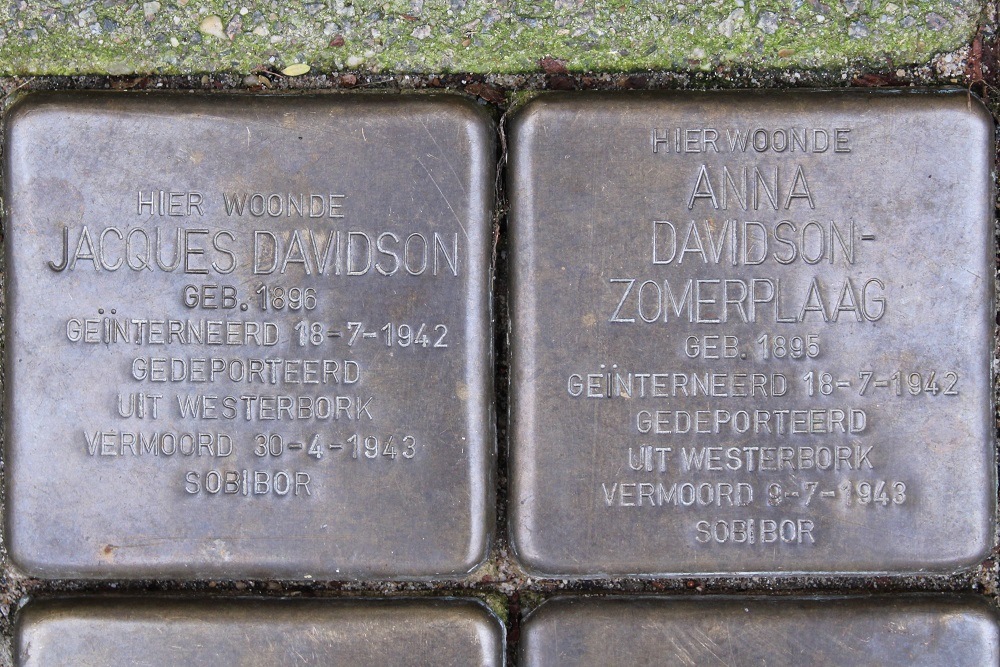 HIER WOONDE
JACQUES DAVIDSON
GEB. 1896
GEÏNTERNEERD 18-7-1942
GEDEPORTEERD
UIT WESTERBORK
VERMOORD 30-4-1943
SOBIBOR
HIER WOONDE
ANNA
DAVIDSON-
ZOMERPLAAG
GEB. 1895
GEÏNTERNEERD 18-7-1942
GEDEPORTEERD
UIT WESTERBORK
VERMOORD 9-7-1943
SOBIBOR